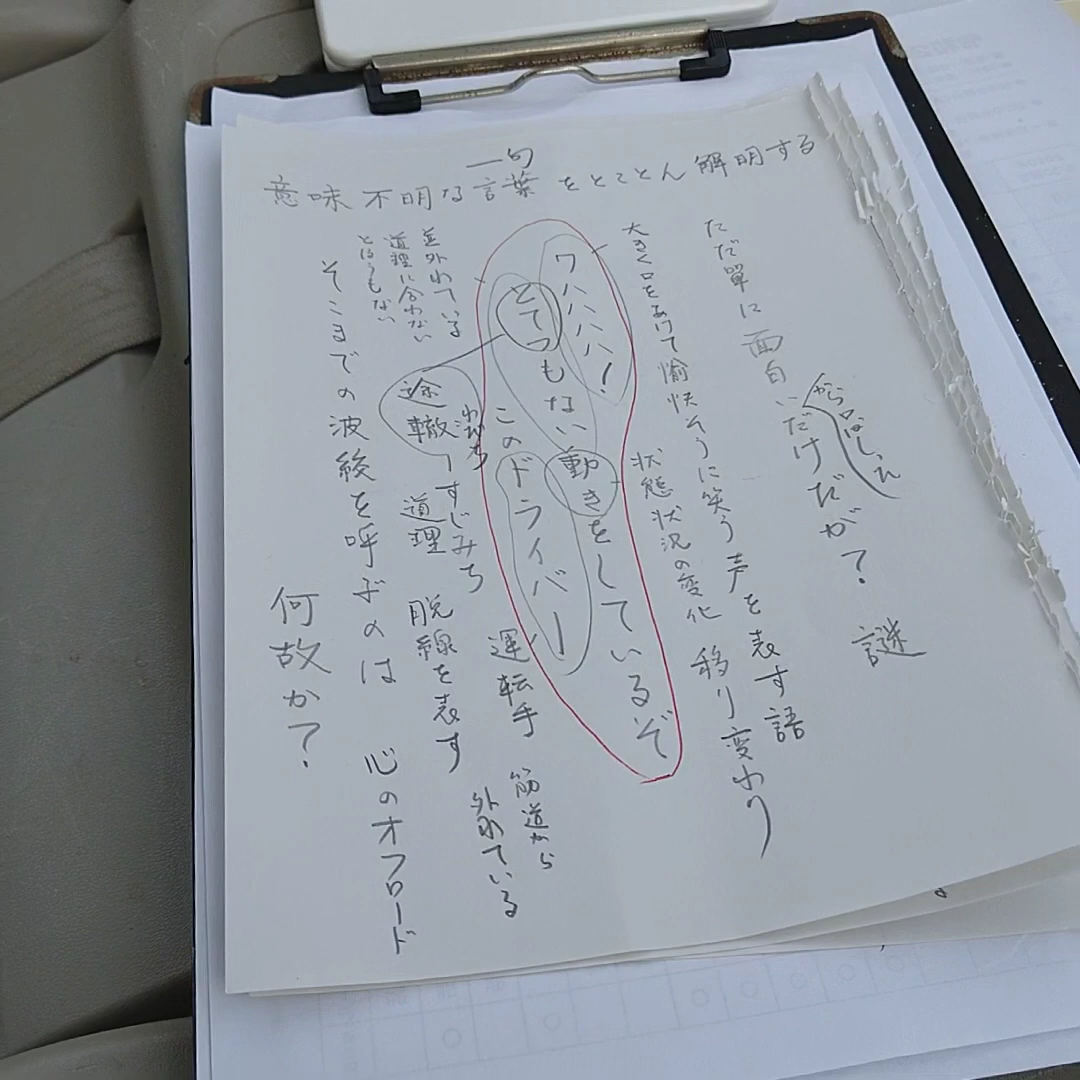 一句
意味不明な言葉をとことん解明する
ただ単に面白いだけだが?
謎
大きく口をあけて愉快そうに笑う声を表す語
状態状況の変化 移り変わり
ワハハハハ!
とてつもない動きをしているぞ
このドライバー
運転手
筋道から
外れている
途轍
わだち
すじみち
道理 脱線を表す
並外れている
道理に合わない
とほうもない
そこまでの波紋を呼ぶのは 心のオフロード
何故か?